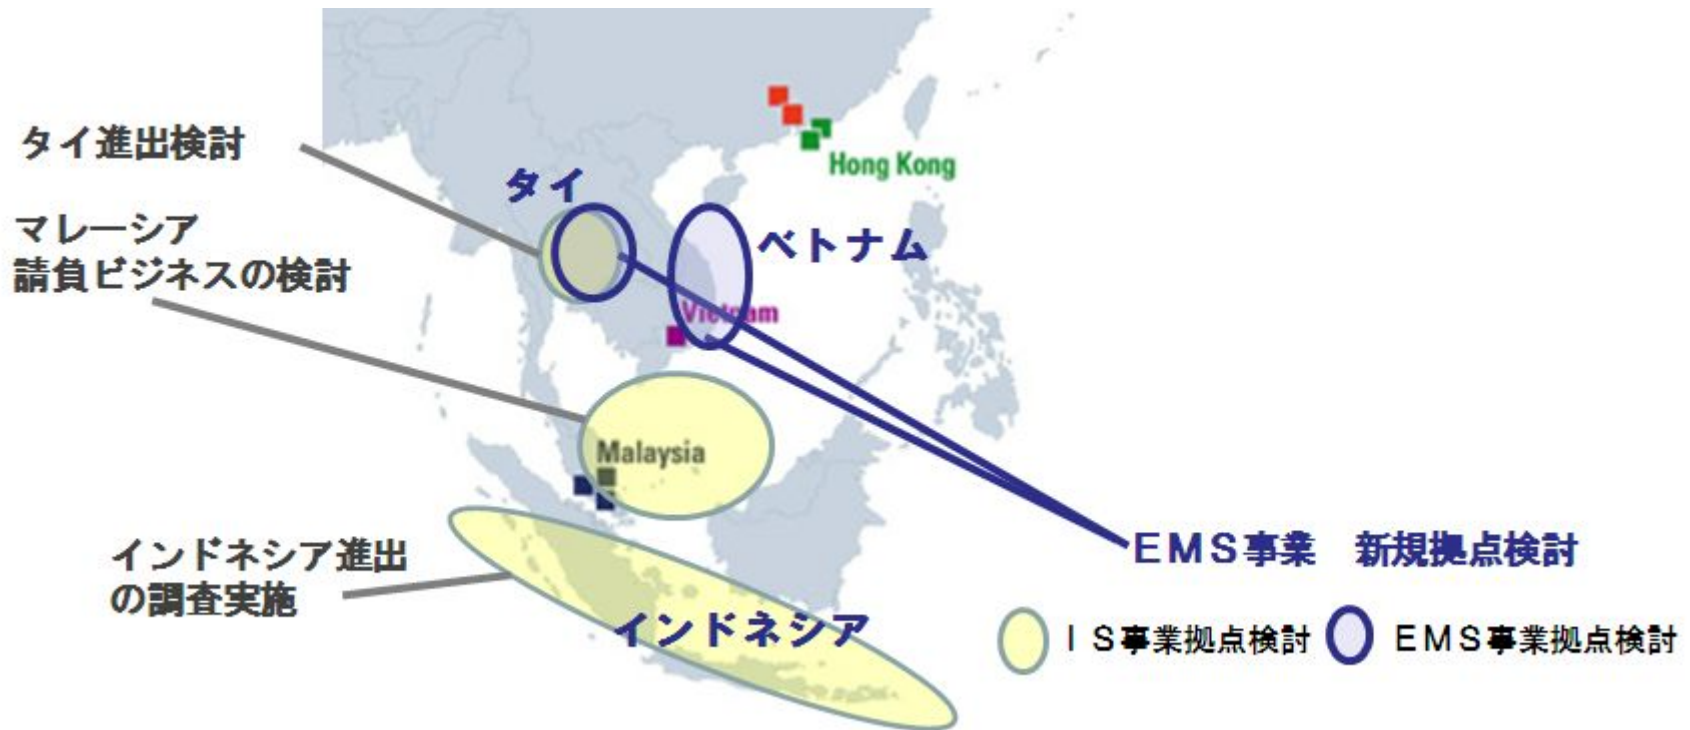 タイ進出検討
マレーシア
請負ビジネスの検討
タイ
Hong Kong
ベトナム
Vietnam
Malaysia
インドネシア進出
の調査実施
インドネシア
ＥＭＳ事業　新規拠点検討
ＩＳ事業拠点検討
ＥＭＳ事業拠点検討